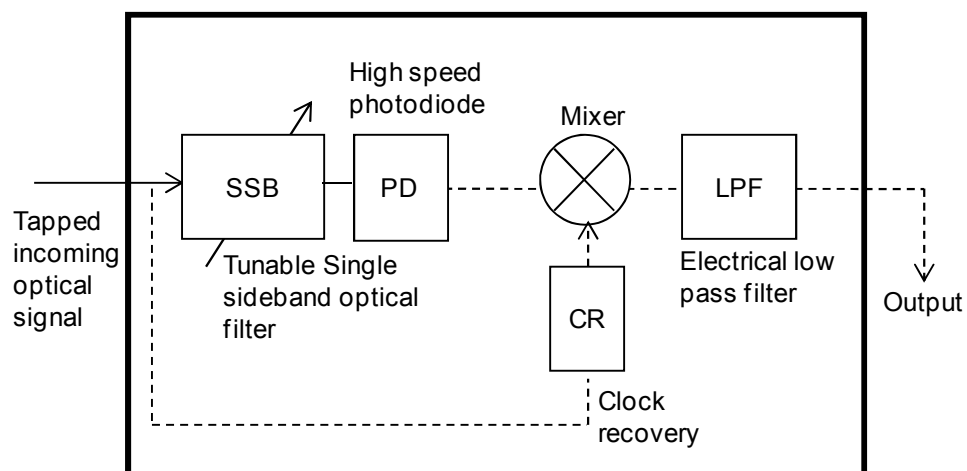 High speed
photodiode
Mixer
SSB
PD
LPF
Tapped
incoming
optical
signal
Tunable Single
sideband optical
filter
Electrical low
pass filter
Output
CR
Clock
recovery